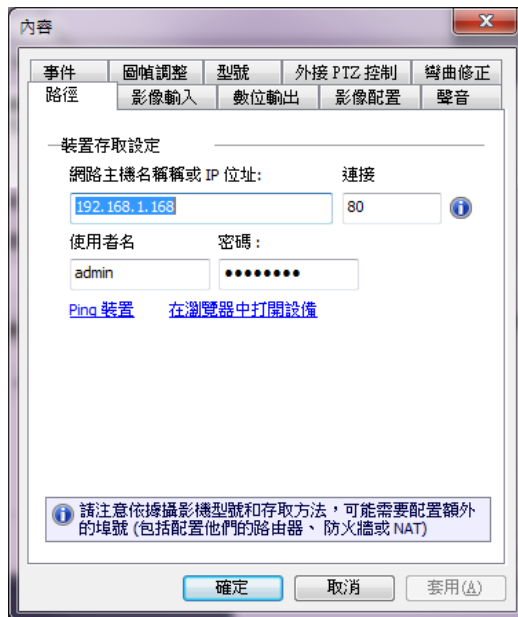 內容
事件 圖幀調整 型號 外接 PTZ 控制 彎曲修正
路徑 影像輸入 數位輸出 影像配置 聲音
裝置存取設定
網路主機名稱稱或 IP 位址: 連接
192.168.1.168 80
使用者名 密碼：
admin ●●●●●●●●
Ping 裝置 在瀏覽器中打開設備
請注意依據攝影機型號和存取方法，可能需要配置額外
的埠號 (包括配置他們的路由器、防火牆或 NAT)
確定 取消 套用(A)